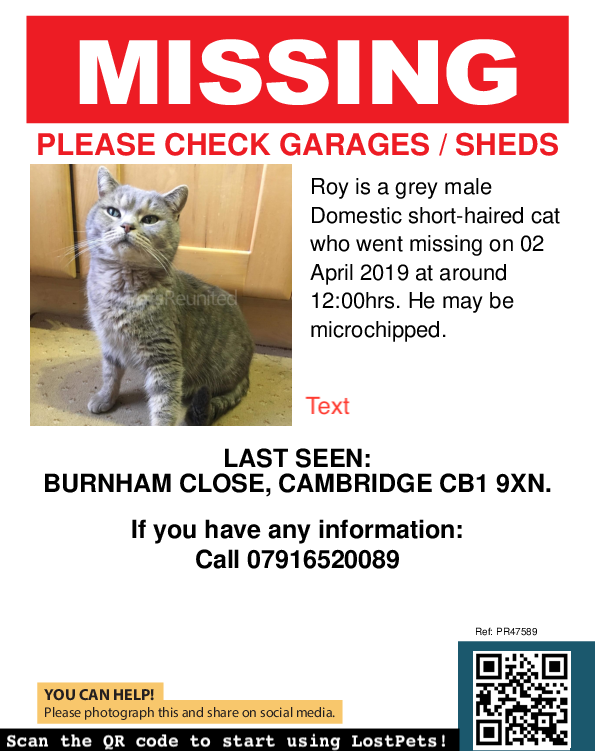 MISSING
PLEASE CHECK GARAGES / SHEDS
Roy is a grey male
Domestic short-haired cat
who went missing on 02
April 2019 at around
12:00hrs. He may be
microchipped.
Text
LAST SEEN:
BURNHAM CLOSE, CAMBRIDGE CB1 9XN.
If you have any information:
Call 07916520089
Ref: PR47589
YOU CAN HELP!
Please photograph this and share on social media.
Scan the QR code to start using LostPets!